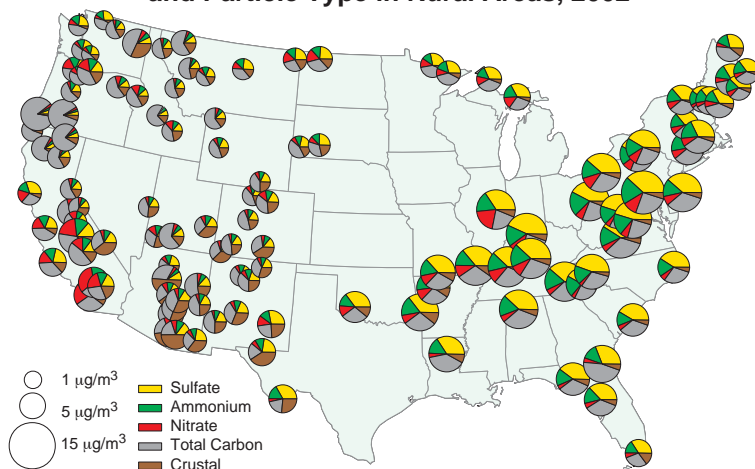 and Particle Type in Rural Areas, 2002
1 μg/m³
5 μg/m³
15 μg/m³
Sulfate
Ammonium
Nitrate
Total Carbon
Crustal